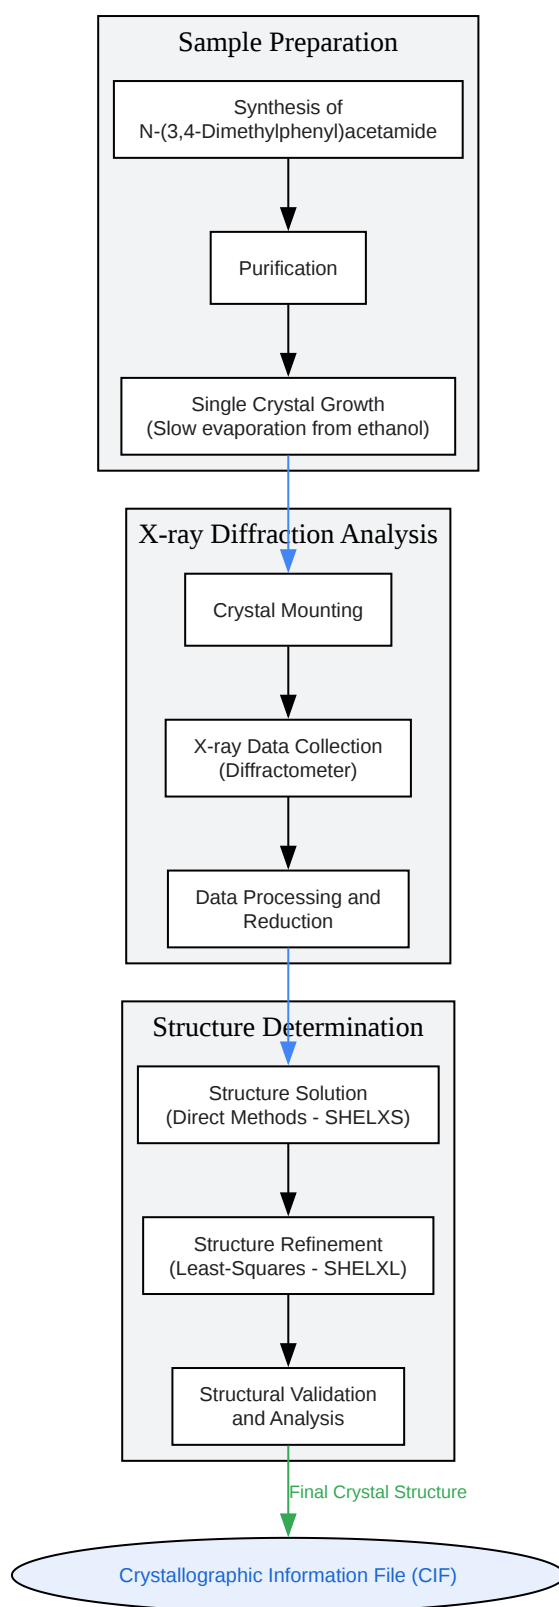 Sample Preparation
Synthesis of
N-(3,4-Dimethylphenyl)acetamide
Purification
Single Crystal Growth
(Slow evaporation from ethanol)
X-ray Diffraction Analysis
Crystal Mounting
X-ray Data Collection
(Diffractometer)
Data Processing and
Reduction
Structure Determination
Structure Solution
(Direct Methods - SHELXS)
Structure Refinement
(Least-Squares - SHELXL)
Structural Validation
and Analysis
Final Crystal Structure
Crystallographic Information File (CIF)